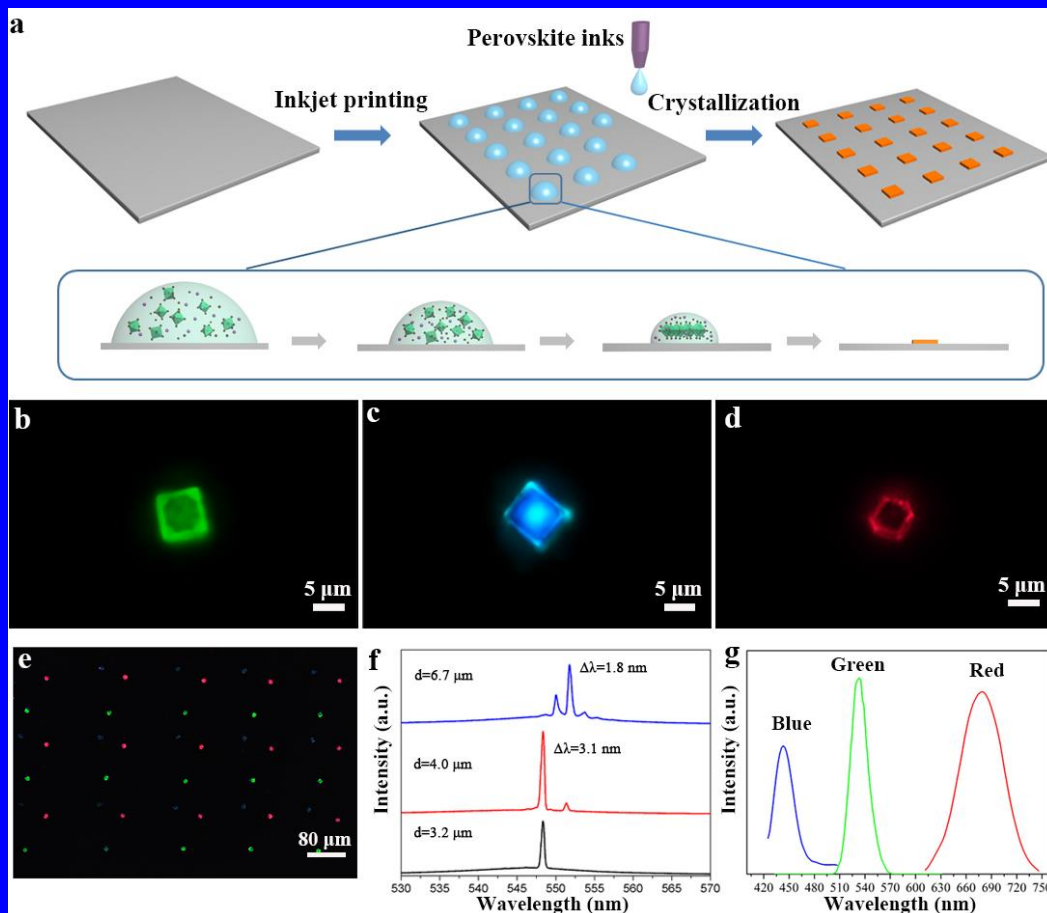 a
Perovskite inks
Inkjet printing
Crystallization
b
5 μm
c
5 μm
d
5 μm
e
80 μm
f
Intensity (a.u.)
d=6.7 μm
Δλ=1.8 nm
d=4.0 μm
Δλ=3.1 nm
d=3.2 μm
530 535 540 545 550 555 560 565 570
Wavelength (nm)
g
Intensity (a.u.)
Blue
Green
Red
420 450 480 510 540 570 600 630 660 690 720 750
Wavelength (nm)